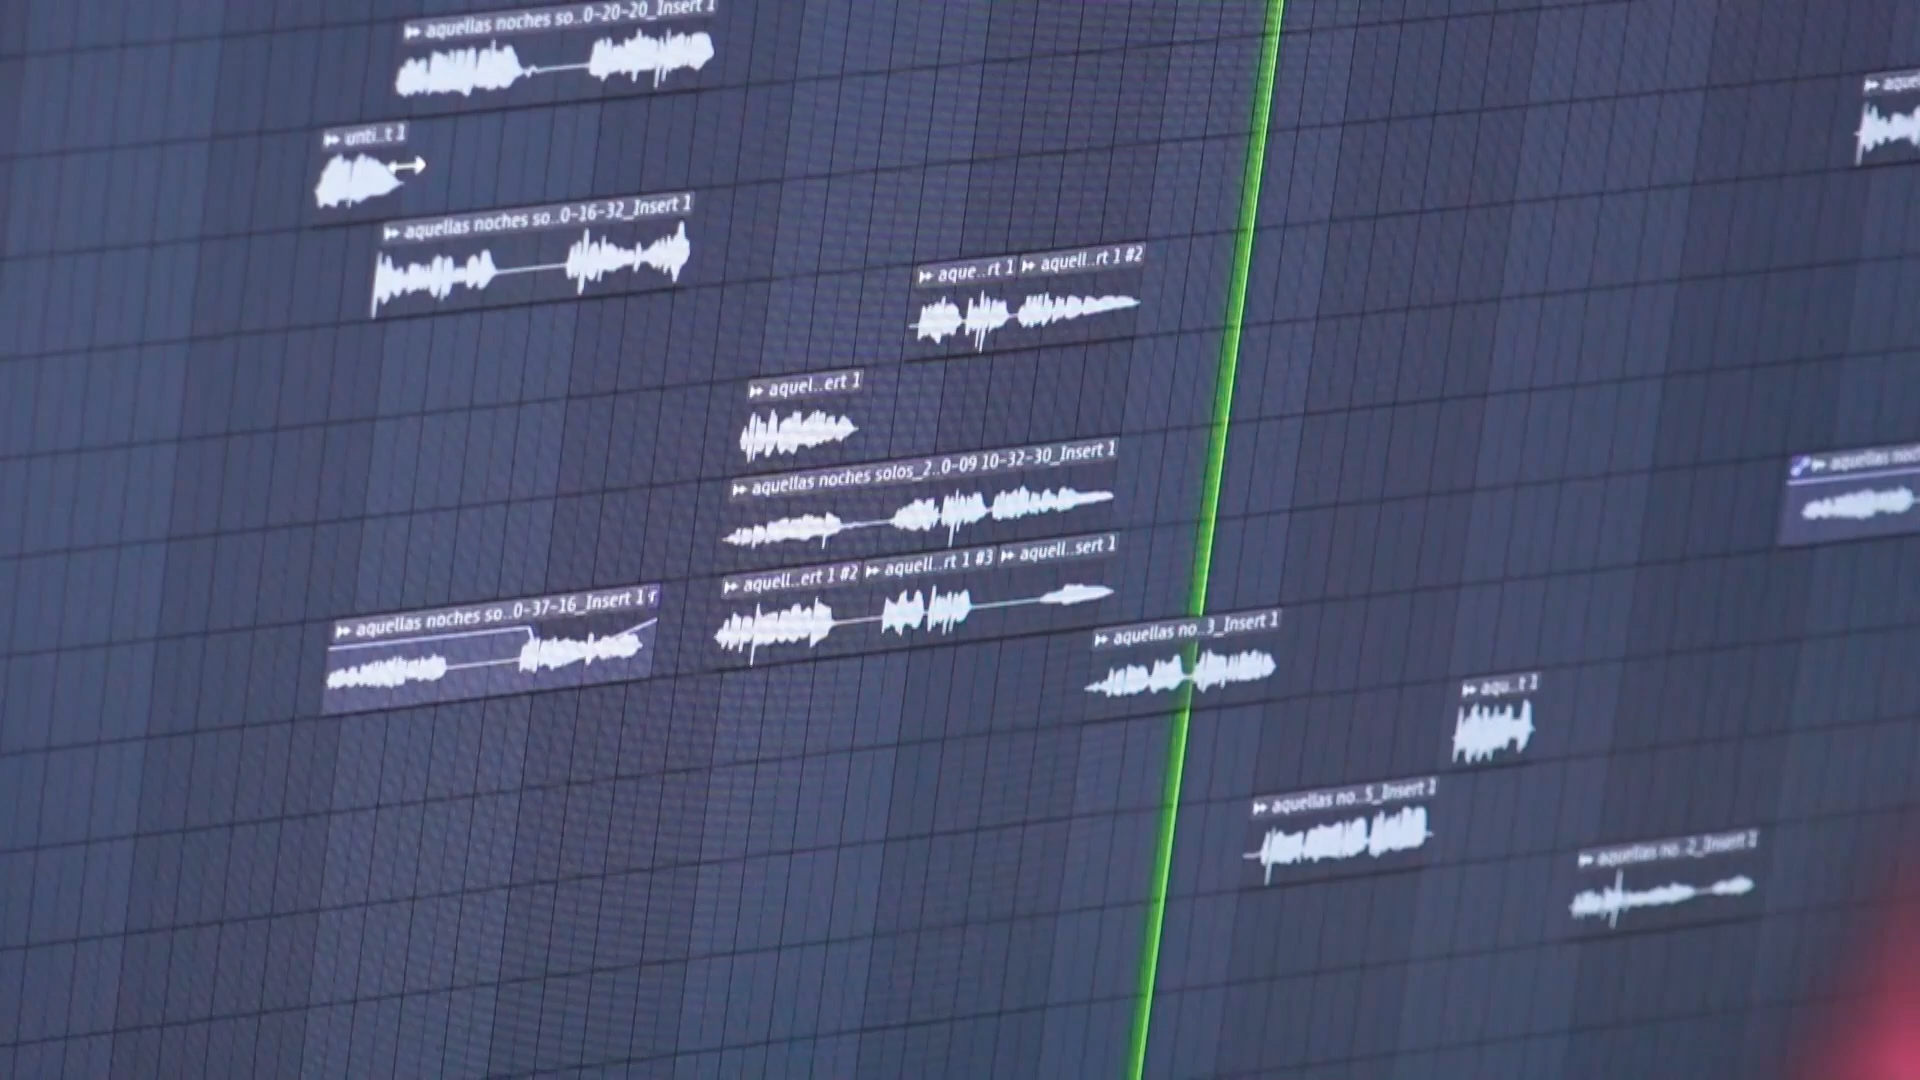 aquellas noches so..0-20-20_Insert 1
unti..t 1
aquellas noches so..0-16-32_Insert 1
aque..rt 1
aquell..rt 1 #2
aquel..ert 1
aquellas noches solos_2..0-09 10-32-30_Insert 1
aquell..ert 1 #2
aquell..rt 1 #3
aquell..sert 1
aquellas noches so..0-37-16_Insert 1
aquellas no..3_Insert 1
aqu..t 1
aquellas no..5_Insert 1
aquellas no..2_Insert 1
aque
aquellas noc